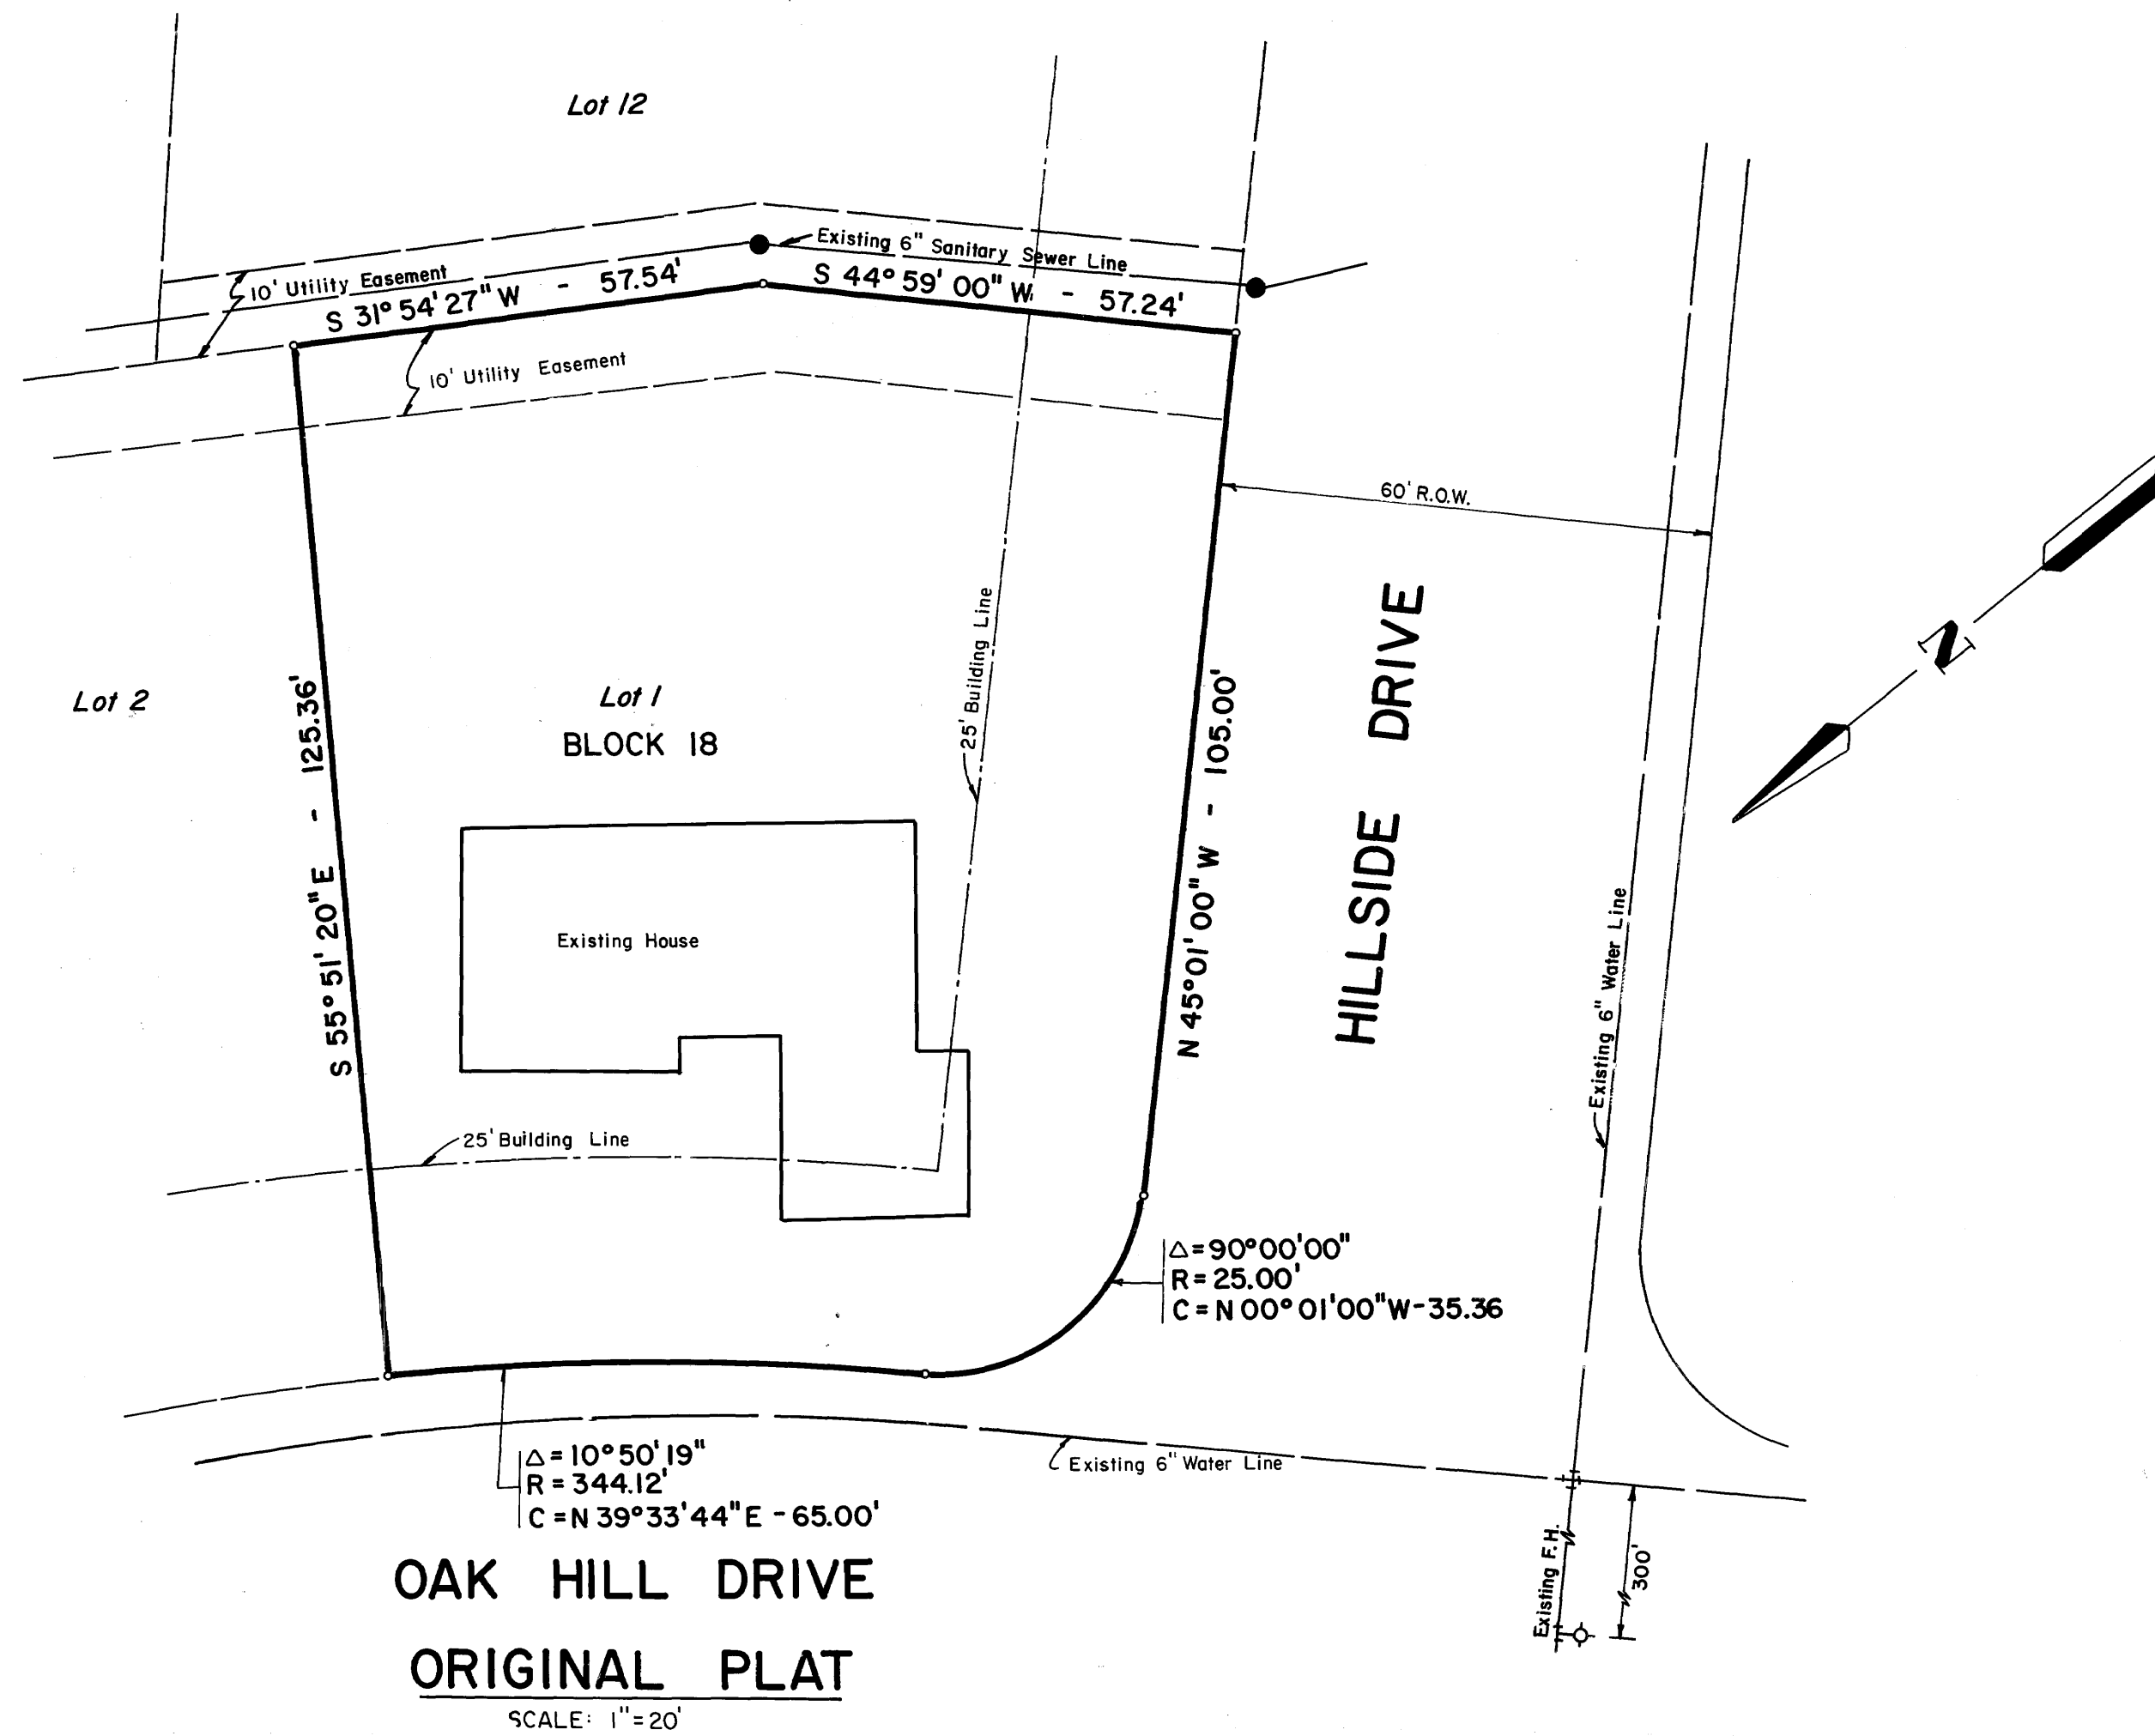 Lot 12
Existing 6" Sanitary Sewer Line
10' Utility Easement
S 31° 54' 27" W - 57.54'
S 44° 59' 00" W - 57.24'
10' Utility Easement
60' R.O.W.
N
Lot 2
Lot 1
BLOCK 18
25' Building Line
S 55° 51' 20" E - 125.36'
N 45° 01' 00" W - 105.00'
HILLSIDE DRIVE
Existing 6" Water Line
Existing House
25' Building Line
△ = 90° 00' 00"
R = 25.00'
C = N 00° 01' 00" W - 35.36
△ = 10° 50' 19"
R = 344.12'
C = N 39° 33' 44" E - 65.00'
Existing 6" Water Line
Existing F.H.
300'
OAK HILL DRIVE
ORIGINAL PLAT
SCALE: 1" = 20'